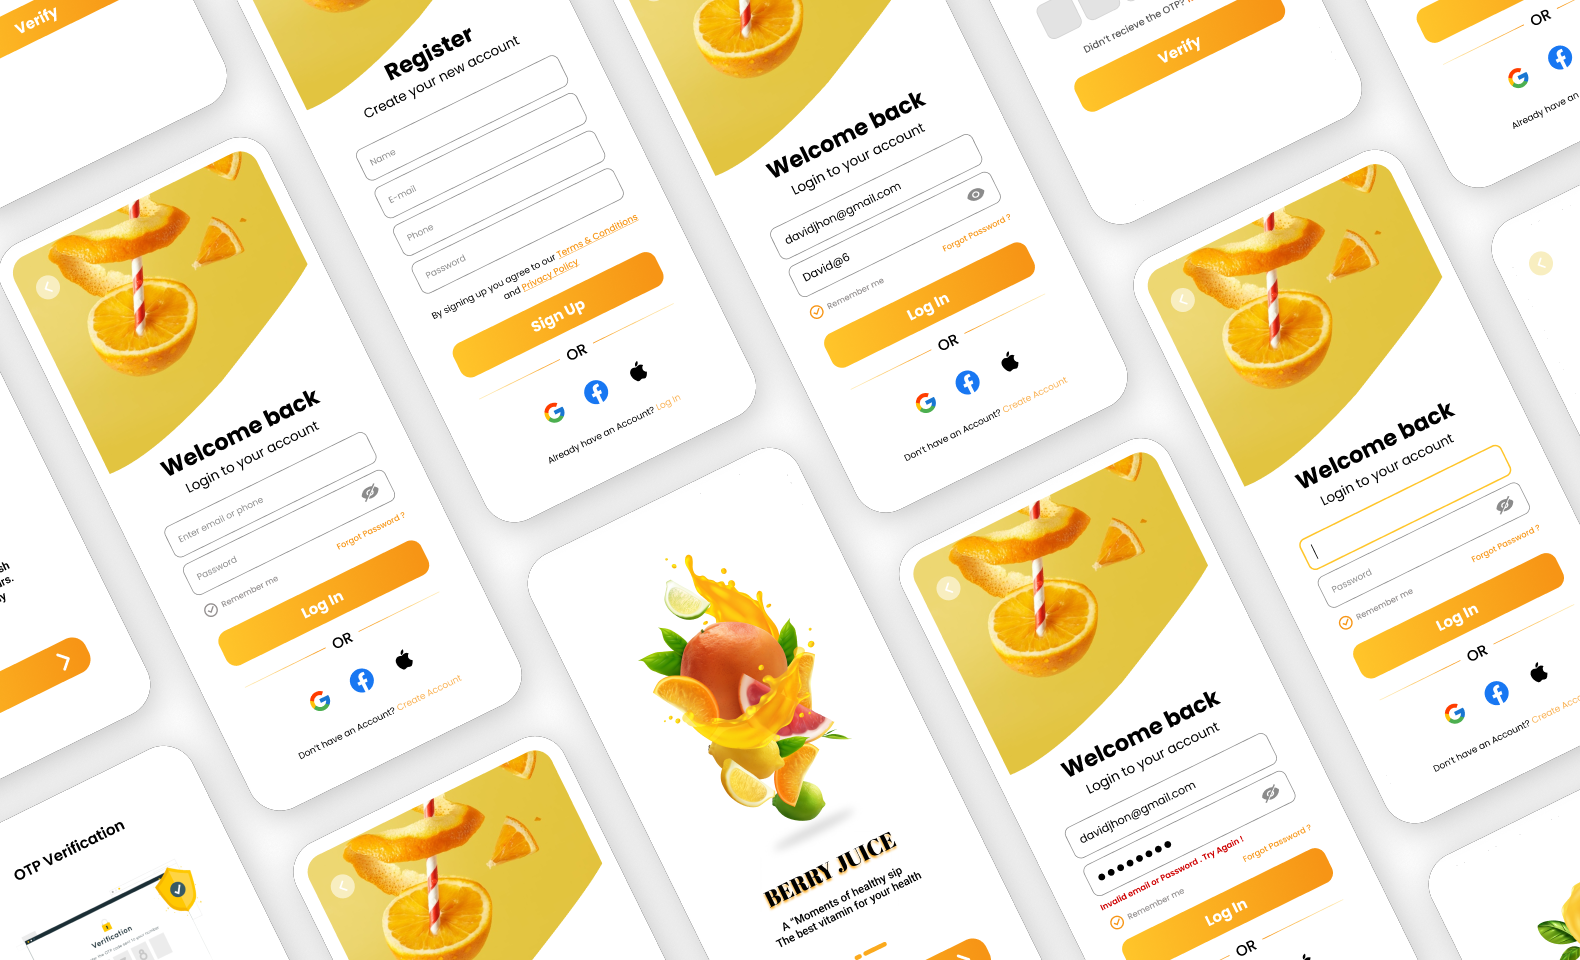 Verify
sh
rs.
y
OTP Verification
Verification
Welcome back
Login to your account
Enter email or phone
Password
Forgot Password ?
Remember me
Log In
OR
Don't have an Account? Create Account
Register
Create your new account
Name
E-mail
Phone
Password
By signing up you agree to our Terms & Conditions
and Privacy Policy
Sign Up
OR
Already have an Account? Log In
BERRY JUICE
A "Moments of healthy sip
The best vitamin for your health
Welcome back
Login to your account
davidjhon@gmail.com
David@6
Forgot Password ?
Remember me
Log In
OR
Don't have an Account? Create Account
Welcome back
Login to your account
davidjhon@gmail.com
Invalid email or Password . Try Again !
Forgot Password ?
Remember me
Log In
OR
Didn't recieve the OTP?
Verify
Welcome back
Login to your account
Password
Forgot Password ?
Remember me
Log In
OR
Don't have an Account? Create Acco
OR
Already have an